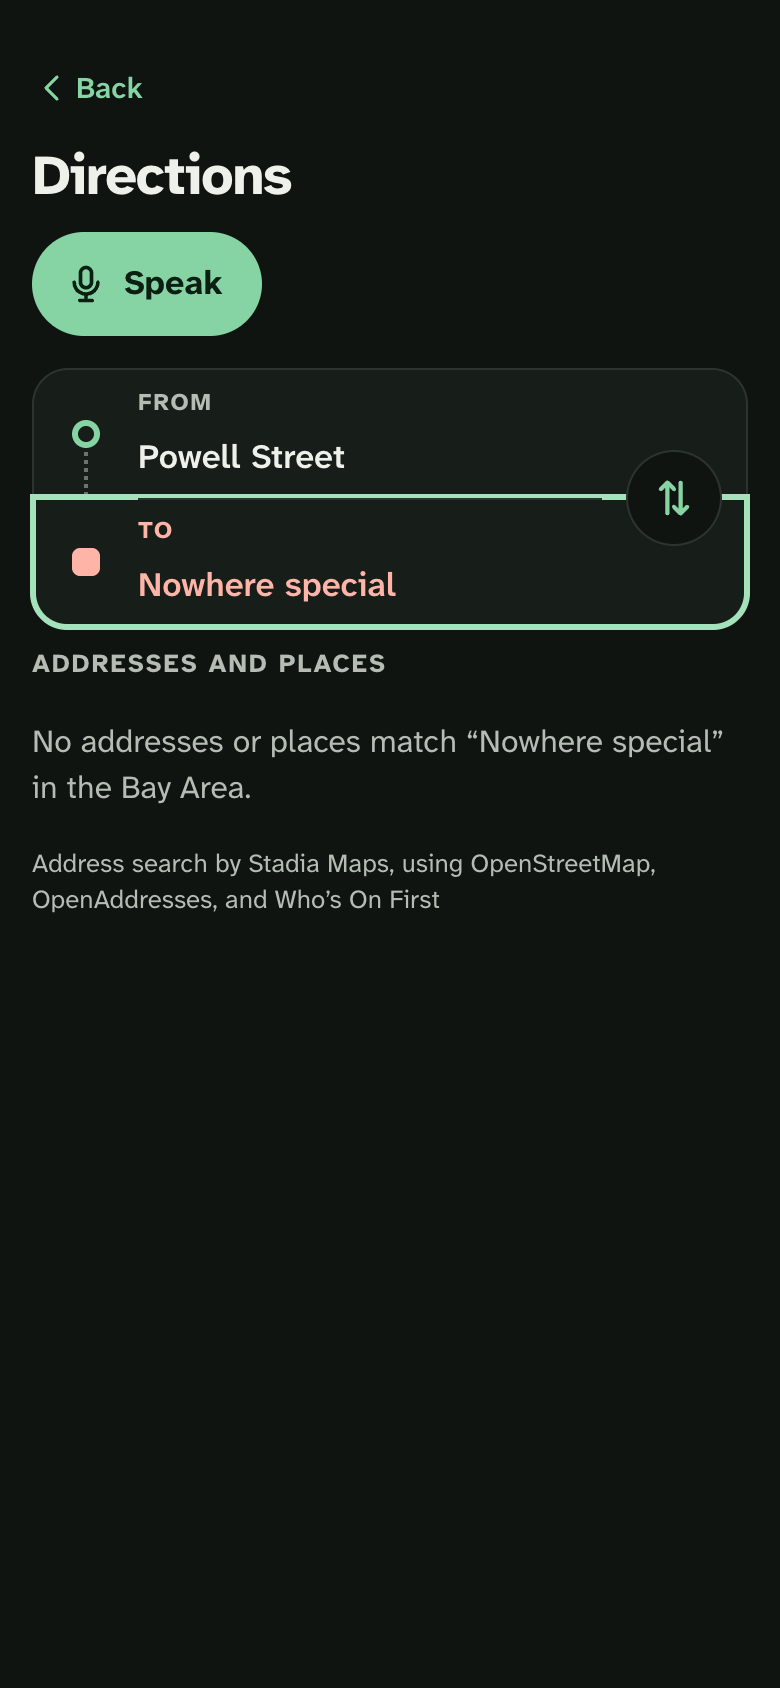 Back
Directions
Speak
FROM
Powell Street
TO
Nowhere special
ADDRESSES AND PLACES
No addresses or places match “Nowhere special”
in the Bay Area.
Address search by Stadia Maps, using OpenStreetMap,
OpenAddresses, and Who’s On First